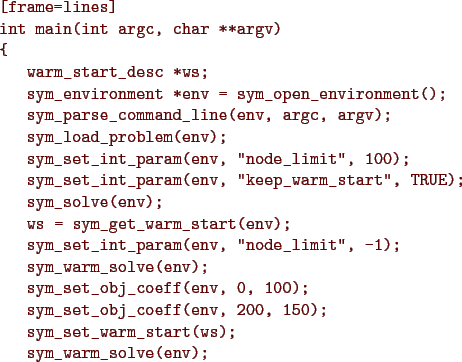 [frame=lines]
int main(int argc, char **argv)
{
   warm_start_desc *ws;
   sym_environment *env = sym_open_environment();
   sym_parse_command_line(env, argc, argv);
   sym_load_problem(env);
   sym_set_int_param(env, "node_limit", 100);
   sym_set_int_param(env, "keep_warm_start", TRUE);
   sym_solve(env);
   ws = sym_get_warm_start(env);
   sym_set_int_param(env, "node_limit", -1);
   sym_warm_solve(env);
   sym_set_obj_coeff(env, 0, 100);
   sym_set_obj_coeff(env, 200, 150);
   sym_set_warm_start(ws);
   sym_warm_solve(env);